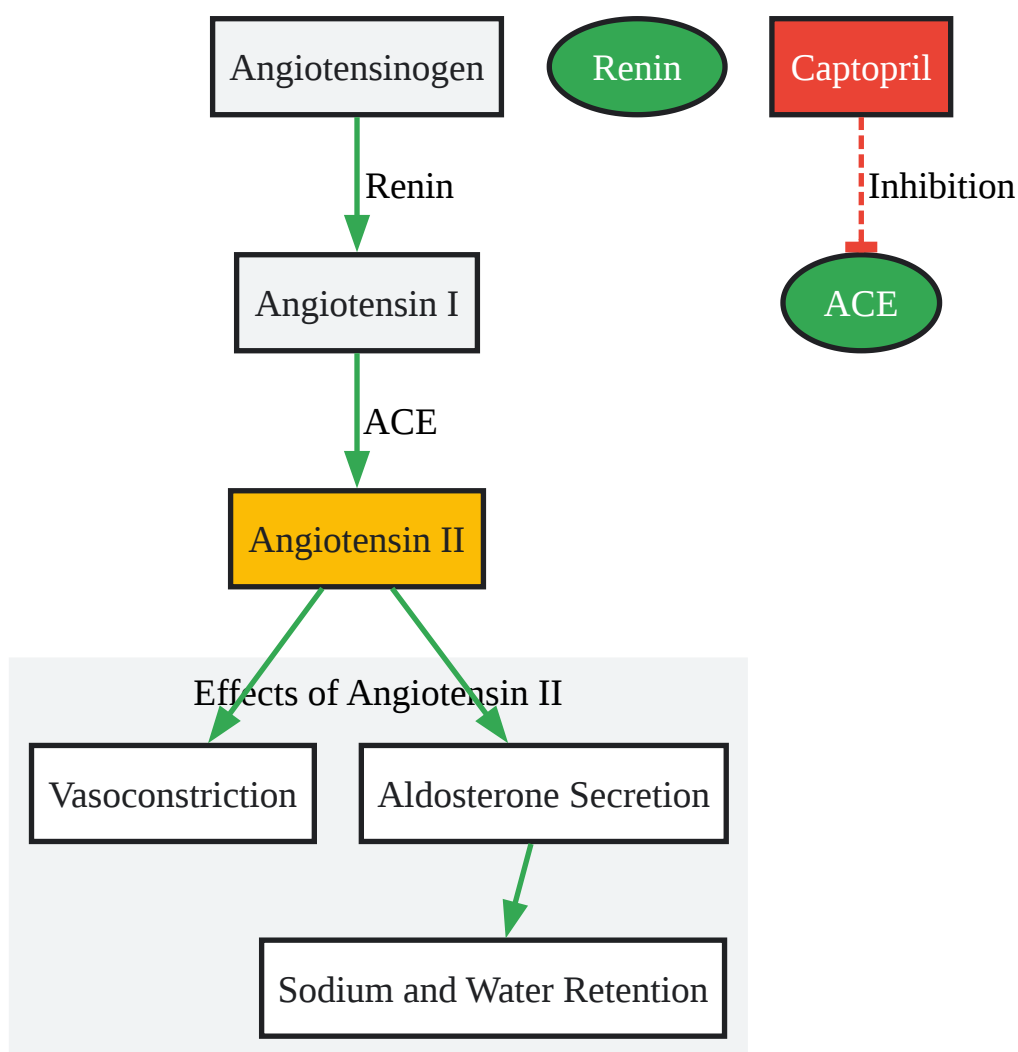 Angiotensinogen
Renin
Captopril
Renin
Inhibition
Angiotensin I
ACE
ACE
Angiotensin II
Effects of Angiotensin II
Vasoconstriction
Aldosterone Secretion
Sodium and Water Retention